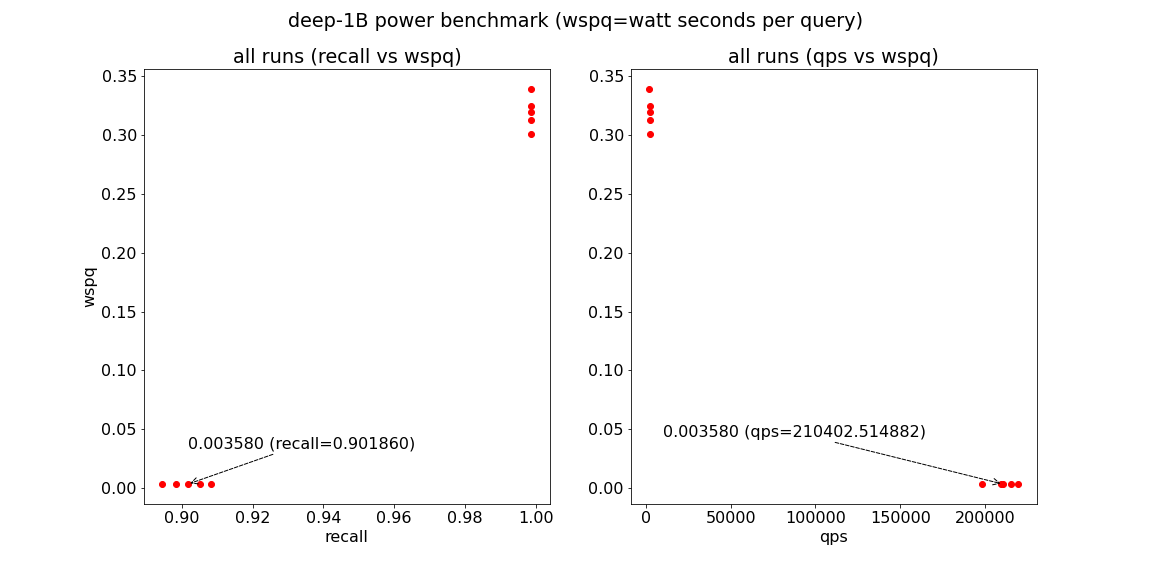 deep-1B power benchmark (wspq=watt seconds per query)
all runs (recall vs wspq)
0.35
0.30
0.25
0.20
0.15
0.10
0.05
0.00
wspq
0.003580 (recall=0.901860)
0.90 0.92 0.94 0.96 0.98 1.00
recall
all runs (qps vs wspq)
0.35
0.30
0.25
0.20
0.15
0.10
0.05
0.00
0.003580 (qps=210402.514882)
0 50000 100000 150000 200000
qps